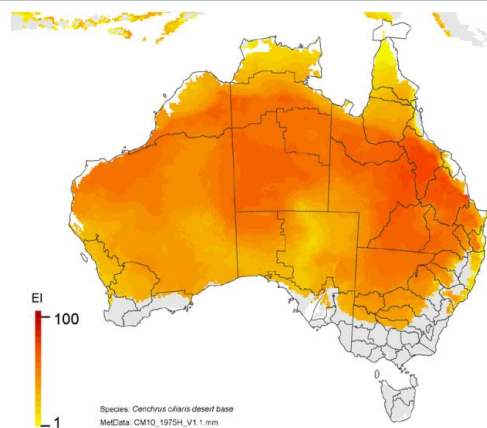 EI
100
1
Species: Cenchrus ciliaris desert base
MetData: CM10_1975H_V1.1.mm